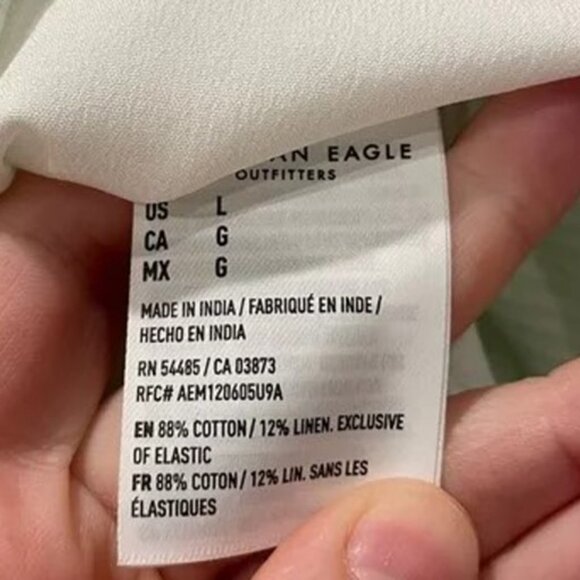 EAGLE
OUTFITTERS
US L
CA G
MX G
MADE IN INDIA / FABRIQUÉ EN INDE /
HECHO EN INDIA
RN 54485 / CA 03873
RFC# AEM120605U9A
EN 88% COTTON / 12% LINEN. EXCLUSIVE
OF ELASTIC
FR 88% COTON / 12% LIN. SANS LES
ÉLASTIQUES